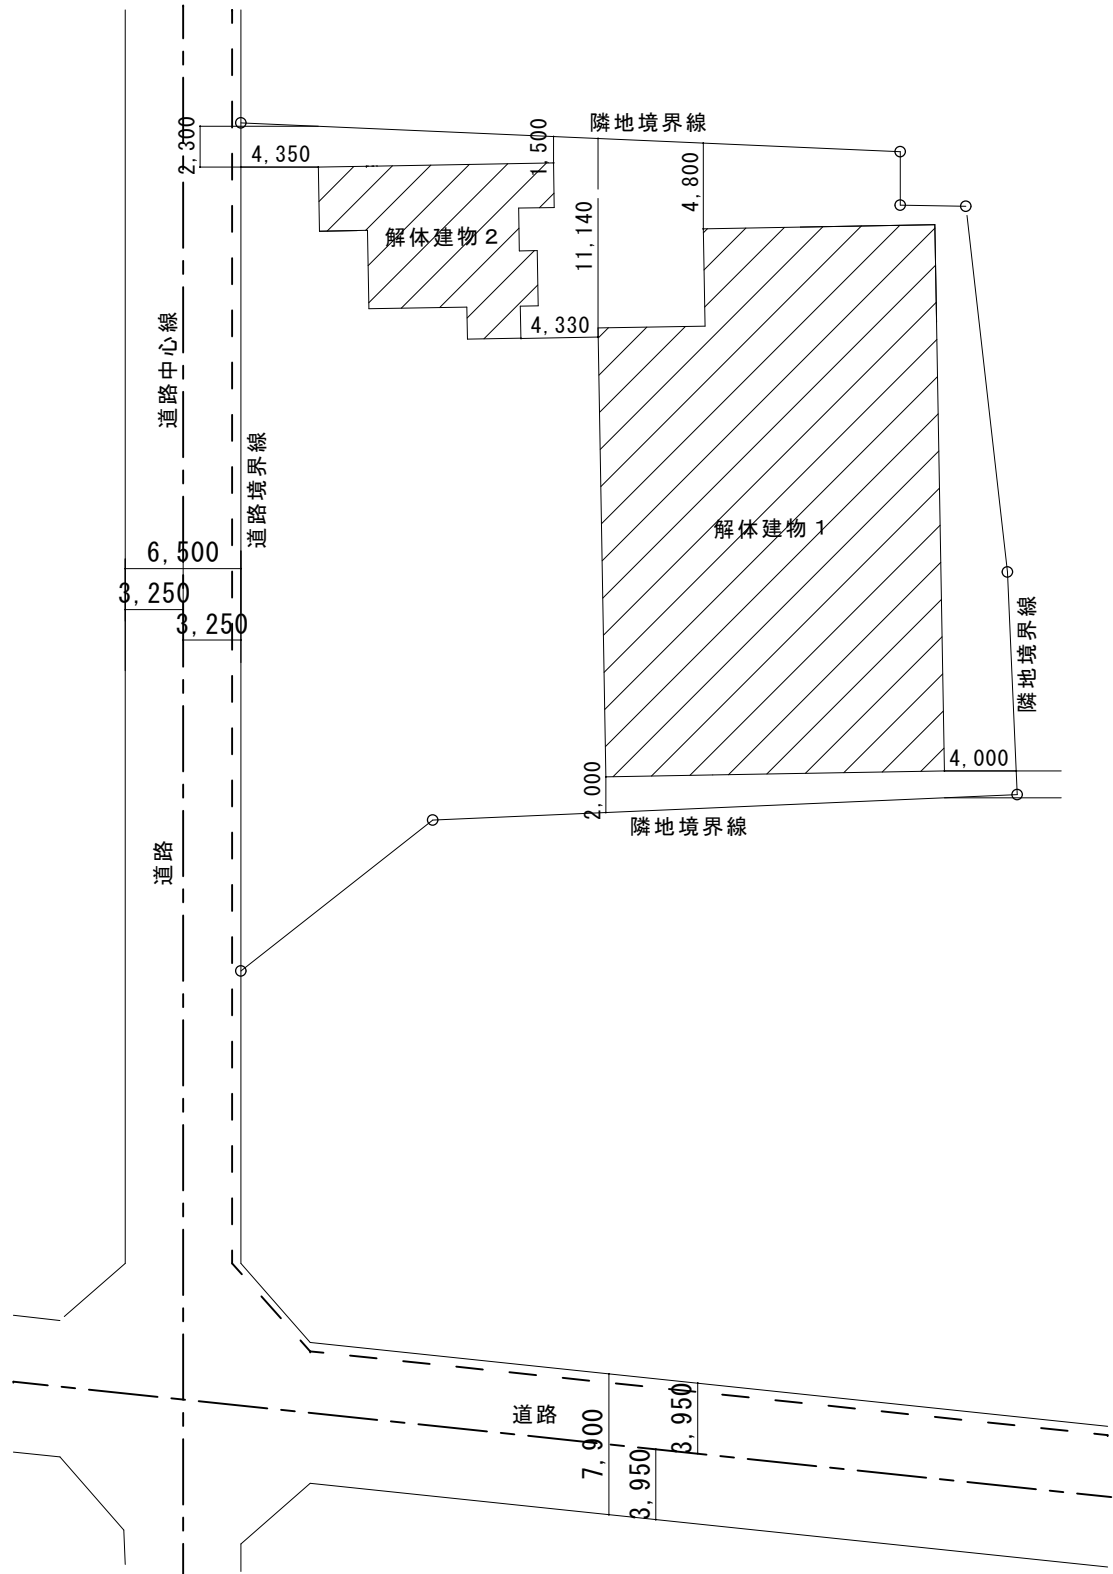 隣地境界線
2,300
4,350
1,500
4,800
解体建物２
11,140
4,330
道路中心線
道路境界線
解体建物１
6,500
3,250
3,250
隣地境界線
4,000
2,000
隣地境界線
道路
道路
7,900
3,950
3,950